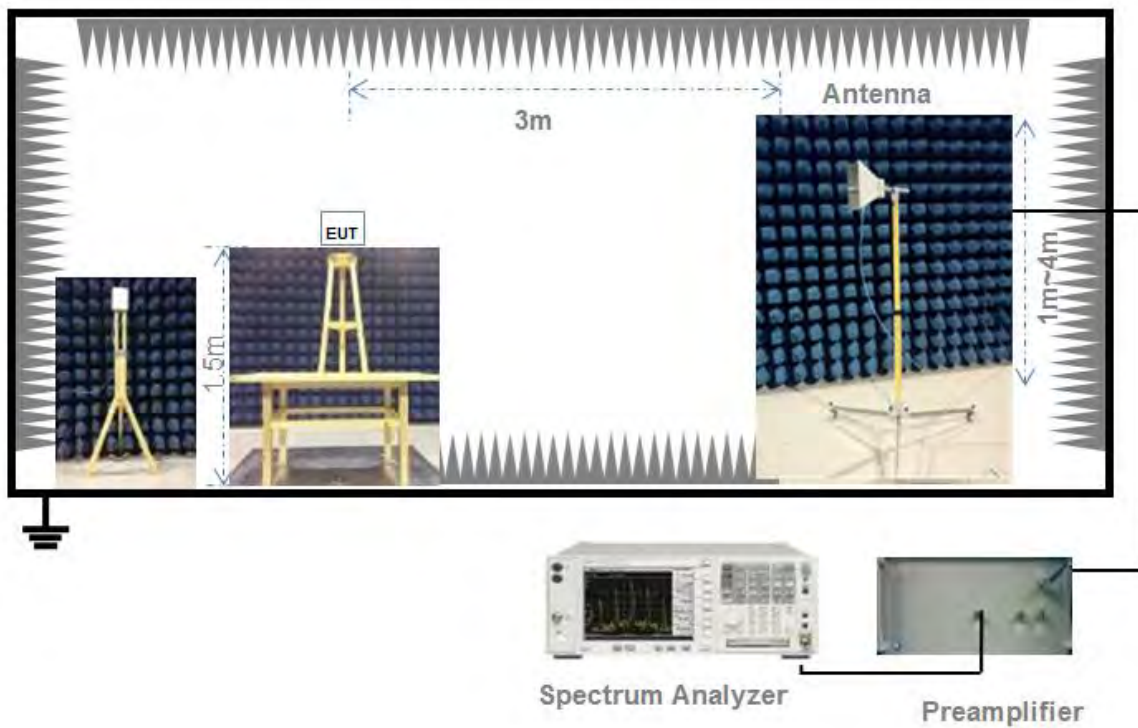 Antenna
3m
EUT
1.5m
1m~4m
Spectrum Analyzer
Preamplifier